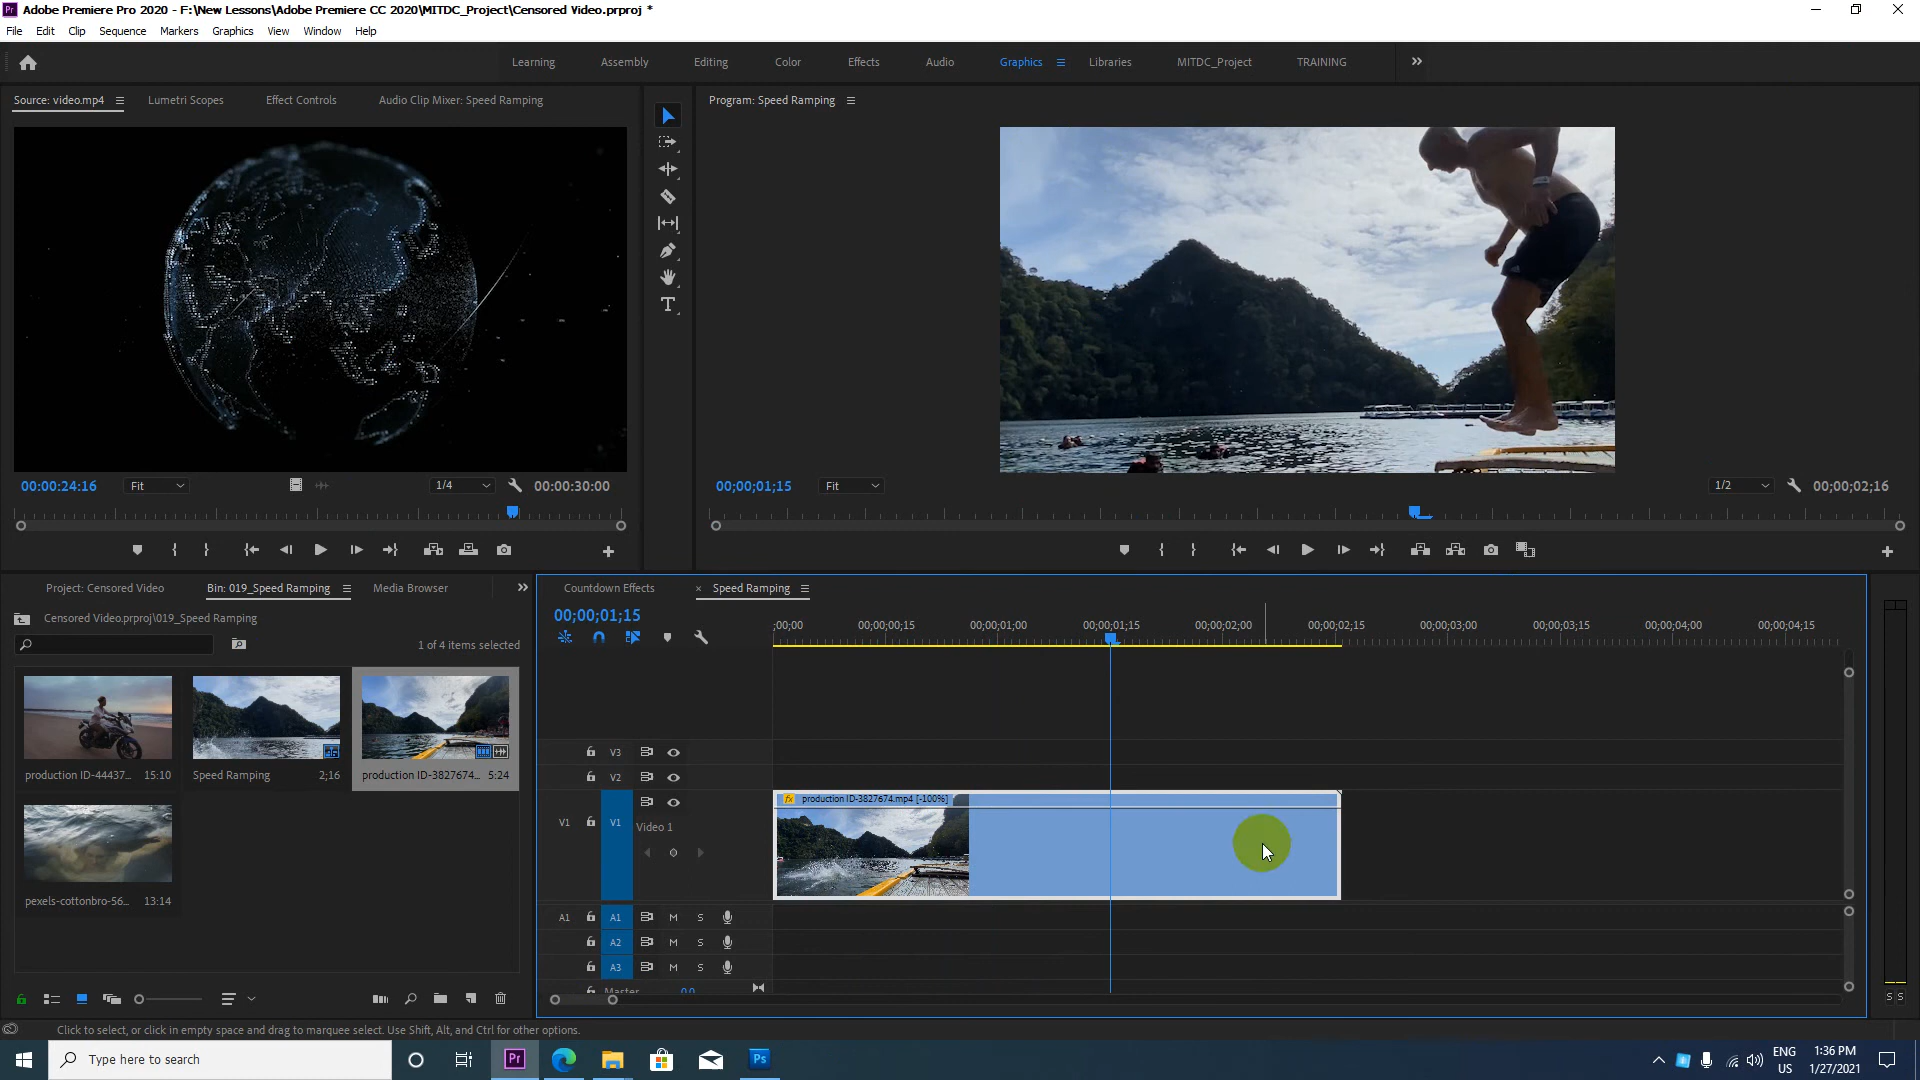 Adobe Premiere Pro 2020 - F:\New Lessons\Adobe Premiere CC 2020\MITDC_Project\Censored Video.prproj *
File Edit Clip Sequence Markers Graphics View Window Help
Learning Assembly Editing Color Effects Audio Graphics Libraries MITDC_Project TRAINING
Source: video.mp4 Lumetri Scopes Effect Controls Audio Clip Mixer: Speed Ramping
Program: Speed Ramping
00:00:24:16 Fit 1/4 00:00:30:00
00;00;01;15 Fit 1/2 00;00;02;16
Project: Censored Video Bin: 019_Speed Ramping Media Browser
Censored Video.prproj\019_Speed Ramping
1 of 4 items selected
production ID-44437... 15:10
Speed Ramping 2;16
production ID-3827674... 5:24
pexels-cottonbro-56... 13:14
Countdown Effects × Speed Ramping
00;00;01;15
;00;00 00;00;00;15 00;00;01;00 00;00;01;15 00;00;02;00 00;00;02;15 00;00;03;00 00;00;03;15 00;00;04;00 00;00;04;15
V3
V2
fx production ID-3827674.mp4 [-100%]
V1 V1
Video 1
A1 A1 M S
A2 M S
A3 M S
Master 0.0
S S
Click to select, or click in empty space and drag to marquee select. Use Shift, Alt, and Ctrl for other options.
Type here to search
Pr
Ps
ENG
US
1:36 PM
1/27/2021